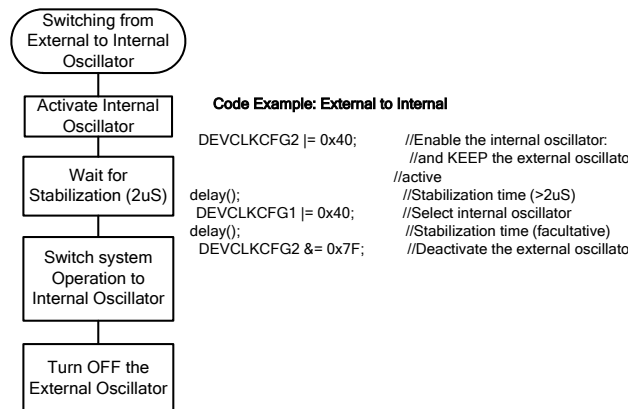 Switching from
External to Internal
Oscillator
Activate Internal
Oscillator
Wait for
Stabilization (2uS)
Switch system
Operation to
Internal Oscillator
Turn OFF the
External Oscillator
Code Example: External to Internal
DEVCLKCFG2 |= 0x40; //Enable the internal oscillator:
//and KEEP the external oscillato
//active
delay(); //Stabilization time (>2uS)
DEVCLKCFG1 |= 0x40; //Select internal oscillator
delay(); //Stabilization time (facultative)
DEVCLKCFG2 &= 0x7F; //Deactivate the external oscillato